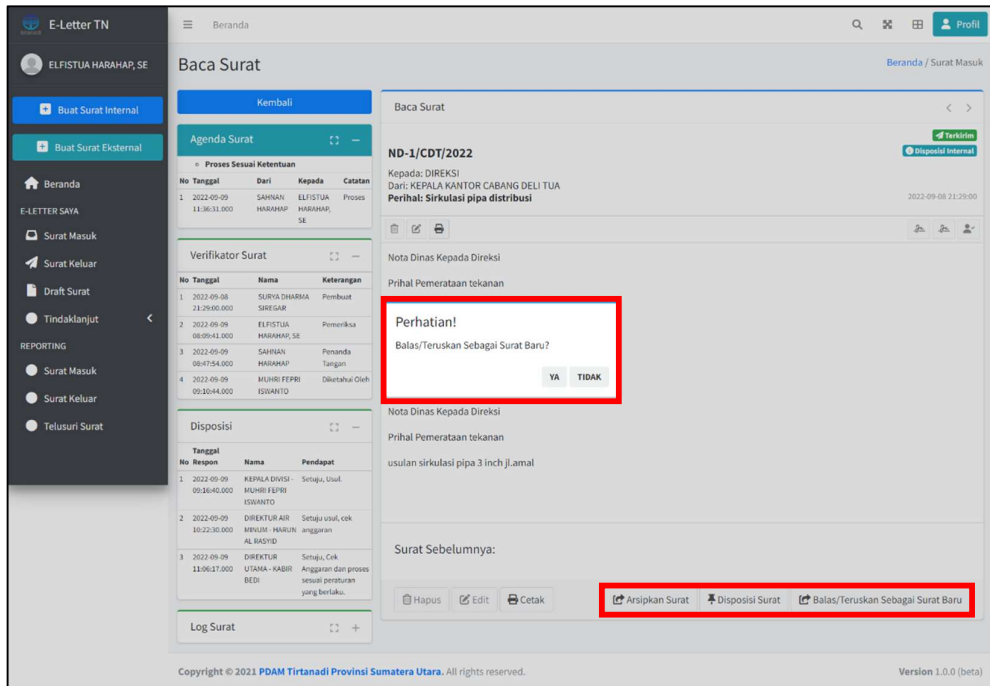 E-Letter TN
Beranda
Profil
ELFISTUA HARAHAP, SE
Buat Surat Internal
Buat Surat Eksternal
Beranda
E-LETTER SAYA
Surat Masuk
Surat Keluar
Draft Surat
Tindaklanjut
REPORTING
Surat Masuk
Surat Keluar
Telusuri Surat
Baca Surat
Beranda / Surat Masuk
Kembali
Agenda Surat
Proses Sesuai Ketentuan
No Tanggal Dari Kepada Catatan
1 2022-09-09 SAHNAN ELFISTUA Proses
11:36:31.000 HARAHAP HARAHAP,
SE
Verifikator Surat
No Tanggal Nama Keterangan
1 2022-09-08 SURYA DHARMA Pembuat
21:29:00.000 SIREGAR
2 2022-09-09 ELFISTUA Pemeriksa
08:09:41.000 HARAHAP, SE
3 2022-09-09 SAHNAN Penanda
08:47:54.000 HARAHAP Tangan
4 2022-09-09 MUHRI FEPRI Diketahui Oleh
09:10:44.000 ISWANTO
Disposisi
Tanggal
No Respon Nama Pendapat
1 2022-09-09 KEPALA DIVISI - Setuju, Usul.
09:16:40.000 MUHRI FEPRI
ISWANTO
2 2022-09-09 DIREKTUR AIR Setuju usul, cek
10:22:30.000 MINUM - HARUN anggaran
AL RASYID
3 2022-09-09 DIREKTUR Setuju, Cek
11:06:17.000 UTAMA - KABIR Anggaran dan proses
BEDI sesuai peraturan
yang berlaku.
Log Surat
Baca Surat
Terkirim
Disposisi Internal
ND-1/CDT/2022
Kepada: DIREKSI
Dari: KEPALA KANTOR CABANG DELI TUA
Perihal: Sirkulasi pipa distribusi
2022-09-08 21:29:00
Nota Dinas Kepada Direksi
Prihal Pemerataan tekanan
Perhatian!
Balas/Teruskan Sebagai Surat Baru?
YA TIDAK
Nota Dinas Kepada Direksi
Prihal Pemerataan tekanan
usulan sirkulasi pipa 3 inch jl.amal
Surat Sebelumnya:
Hapus Edit Cetak Arsipkan Surat Disposisi Surat Balas/Teruskan Sebagai Surat Baru
Copyright © 2021 PDAM Tirtanadi Provinsi Sumatera Utara. All rights reserved.
Version 1.0.0 (beta)